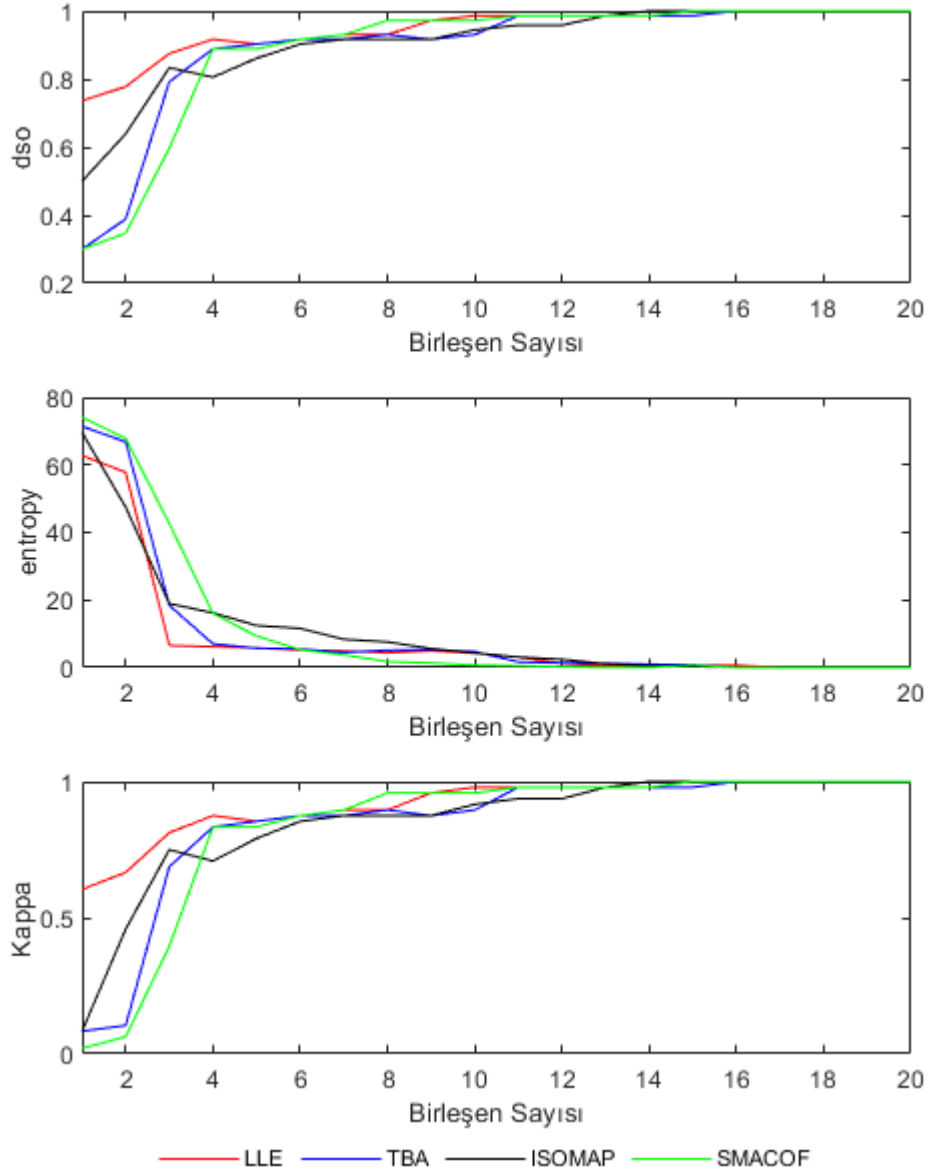 1
0.8
0.6
0.4
0.2
dso
2 4 6 8 10 12 14 16 18 20
Birleşen Sayısı
80
60
40
20
0
entropy
2 4 6 8 10 12 14 16 18 20
Birleşen Sayısı
1
0.5
0
Kappa
2 4 6 8 10 12 14 16 18 20
Birleşen Sayısı
LLE TBA ISOMAP SMACOF